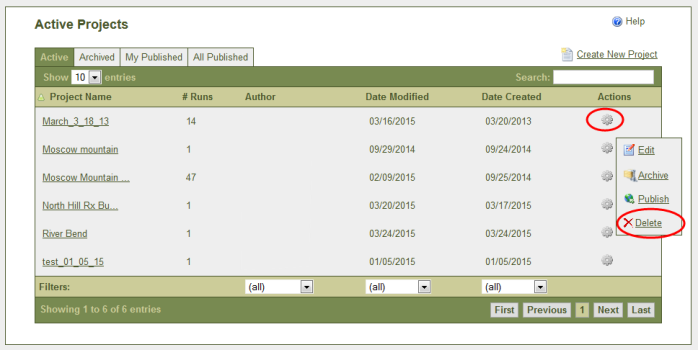 Active Projects
Help
Active Archived My Published All Published
Create New Project
Show 10 entries
Search:
Project Name # Runs Author Date Modified Date Created Actions
March_3_18_13 14 03/16/2015 03/20/2013
Moscow mountain 1 09/29/2014 09/24/2014
Edit
Moscow Mountain ... 47 02/09/2015 09/25/2014
Archive
North Hill Rx Bu... 1 03/20/2015 03/17/2015
Publish
River Bend 1 03/24/2015 03/24/2015
Delete
test_01_05_15 1 01/05/2015 01/05/2015
Filters: (all) (all) (all)
Showing 1 to 6 of 6 entries
First Previous 1 Next Last